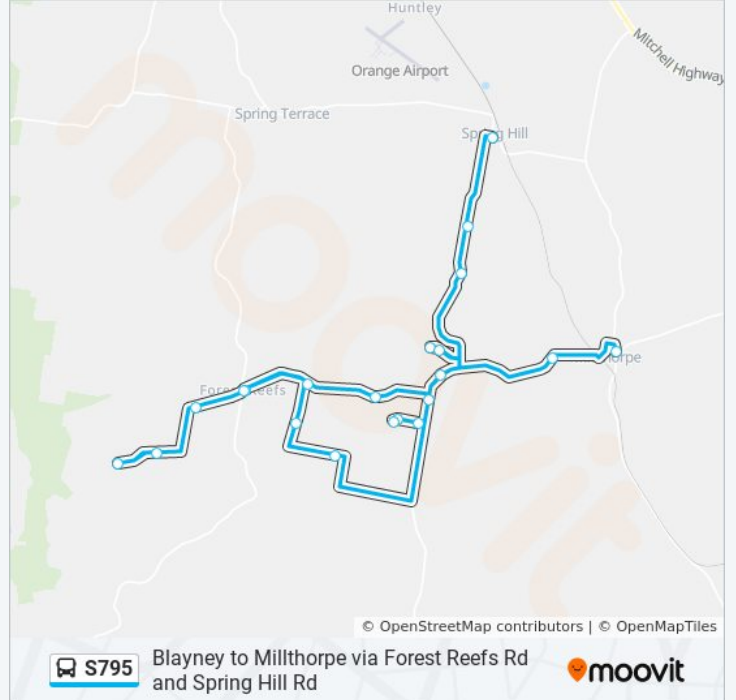 Huntley
Mitchell Highway
Orange Airport
Spring Terrace
Spring Hill
Forest Reefs
moovit
© OpenStreetMap contributors | © OpenMapTiles
S795
Blayney to Millthorpe via Forest Reefs Rd
and Spring Hill Rd
moovit